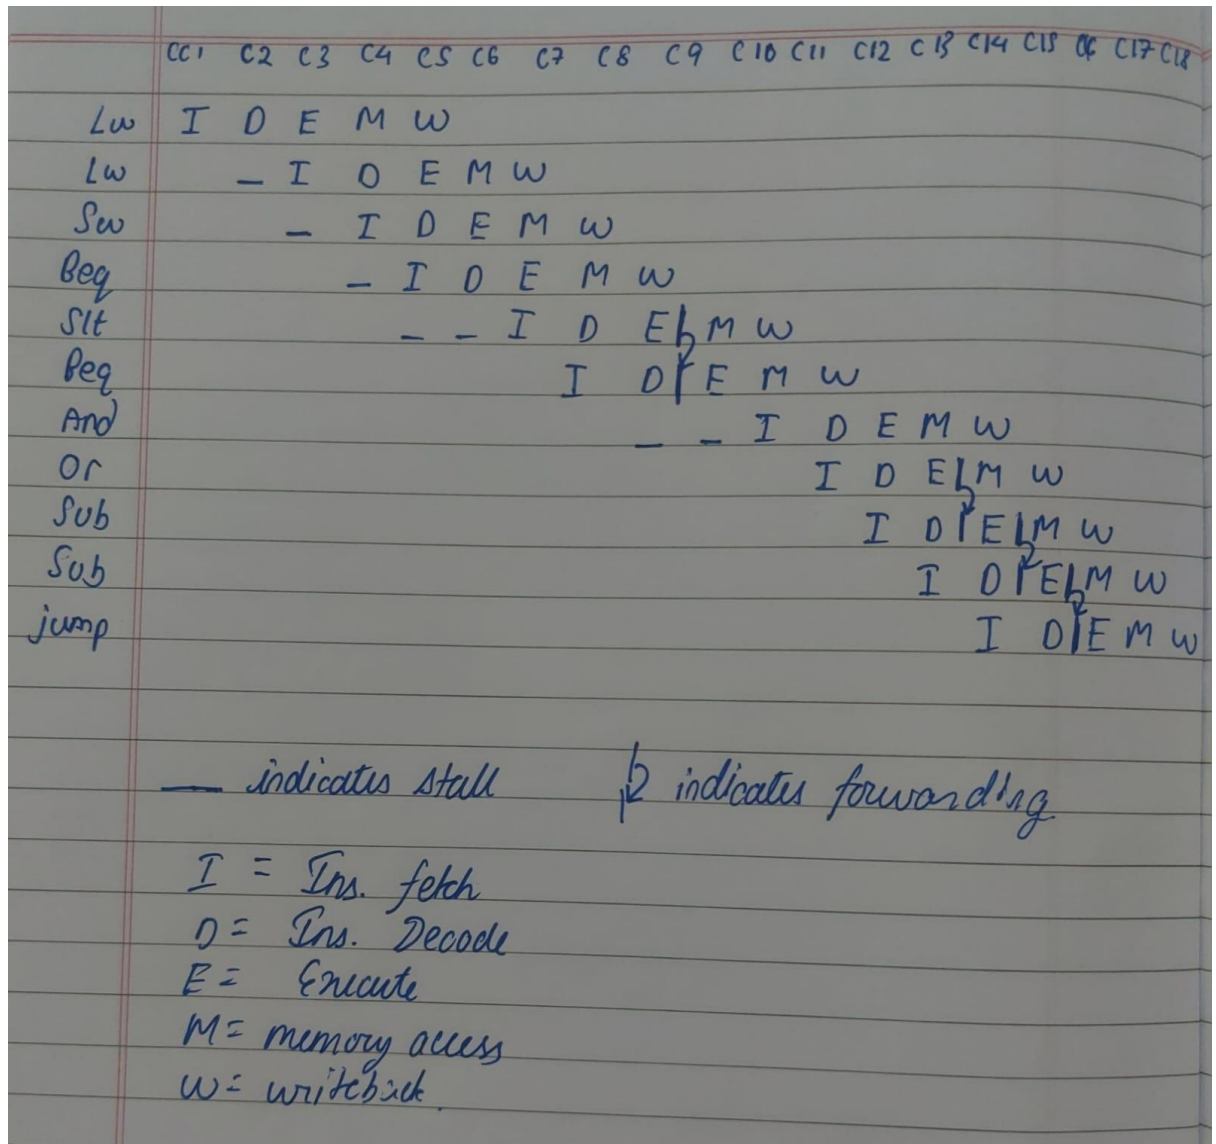 CC1 C2 C3 C4 C5 C6 C7 C8 C9 C10 C11 C12 C13 C14 C15 C16 C17 C18
Lw I D E M W
Lw — I D E M W
Sw — I D E M W
Beq — I D E M W
Slt — — I D E M W
Beq I D E M W
And — — I D E M W
Or I D E M W
Sub I D E M W
Sub I D E M W
jump I D E M W
— indicates stall indicates forwarding
I = Ins. fetch
D = Ins. Decode
E = Execute
M = memory access
W = writeback.